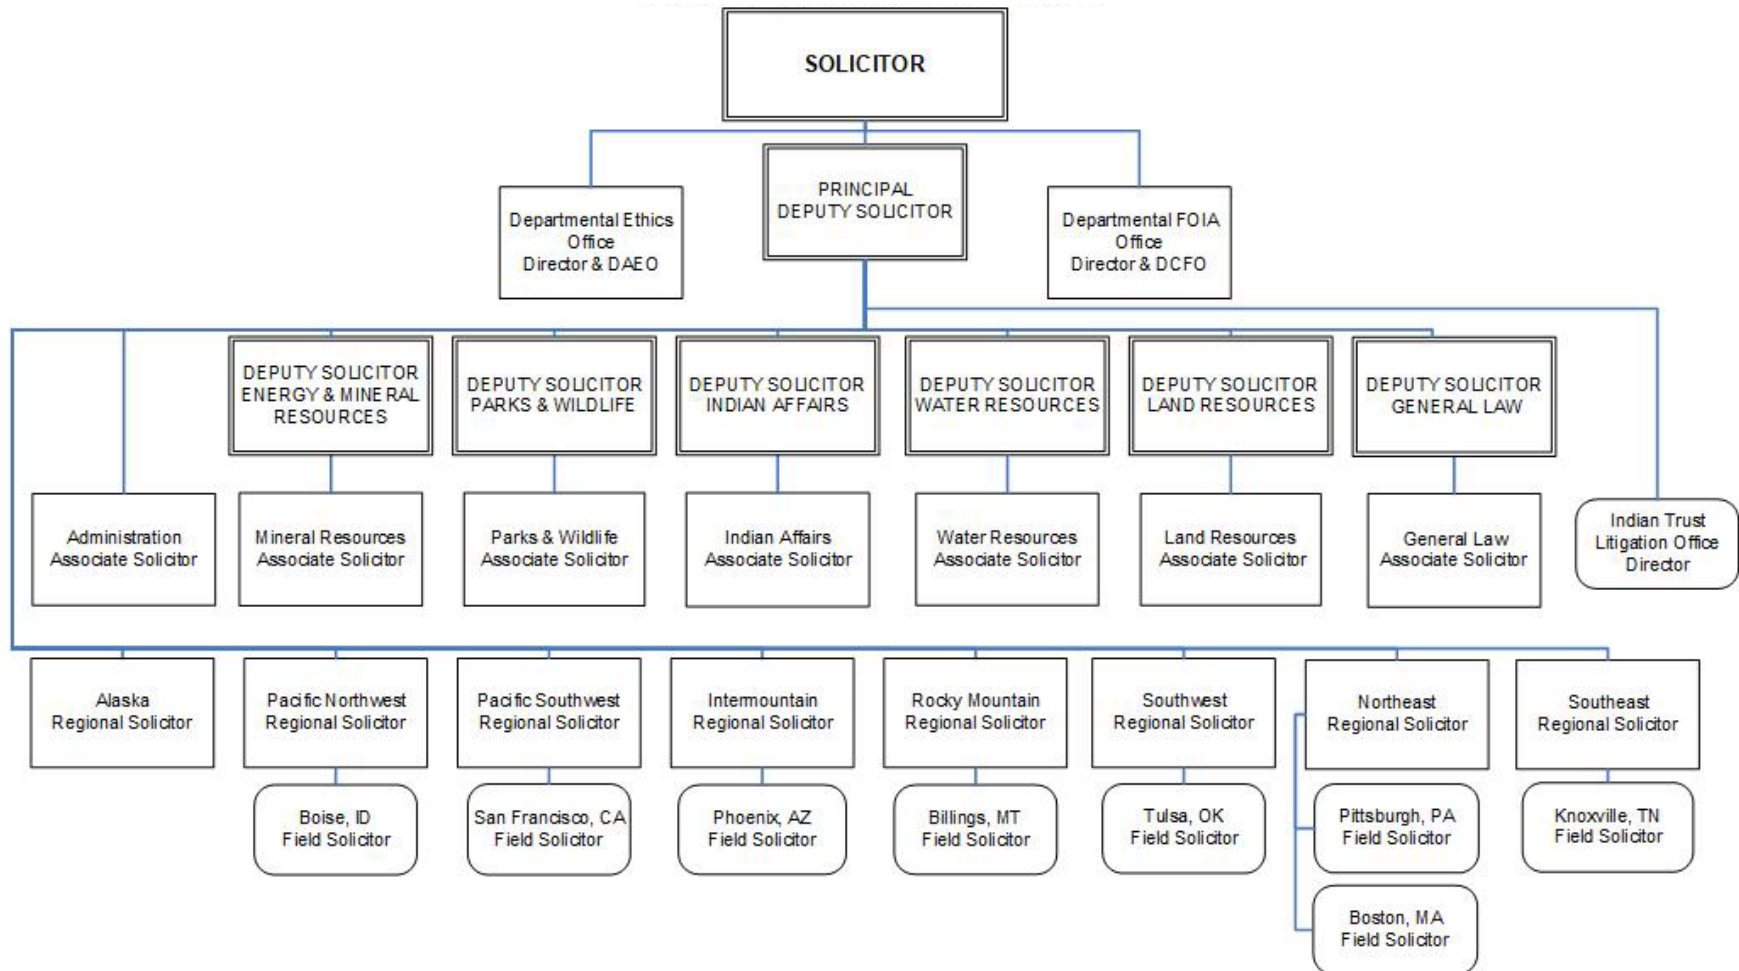 SOLICITOR
PRINCIPAL
DEPUTY SOLICITOR
Departmental Ethics
Office
Director & DAEO
Departmental FOIA
Office
Director & DCFO
DEPUTY SOLICITOR
ENERGY & MINERAL
RESOURCES
DEPUTY SOLICITOR
PARKS & WILDLIFE
DEPUTY SOLICITOR
INDIAN AFFAIRS
DEPUTY SOLICITOR
WATER RESOURCES
DEPUTY SOLICITOR
LAND RESOURCES
DEPUTY SOLICITOR
GENERAL LAW
Administration
Associate Solicitor
Mineral Resources
Associate Solicitor
Parks & Wildlife
Associate Solicitor
Indian Affairs
Associate Solicitor
Water Resources
Associate Solicitor
Land Resources
Associate Solicitor
General Law
Associate Solicitor
Indian Trust
Litigation Office
Director
Alaska
Regional Solicitor
Pacific Northwest
Regional Solicitor
Pacific Southwest
Regional Solicitor
Intermountain
Regional Solicitor
Rocky Mountain
Regional Solicitor
Southwest
Regional Solicitor
Northeast
Regional Solicitor
Southeast
Regional Solicitor
Boise, ID
Field Solicitor
San Francisco, CA
Field Solicitor
Phoenix, AZ
Field Solicitor
Billings, MT
Field Solicitor
Tulsa, OK
Field Solicitor
Pittsburgh, PA
Field Solicitor
Knoxville, TN
Field Solicitor
Boston, MA
Field Solicitor